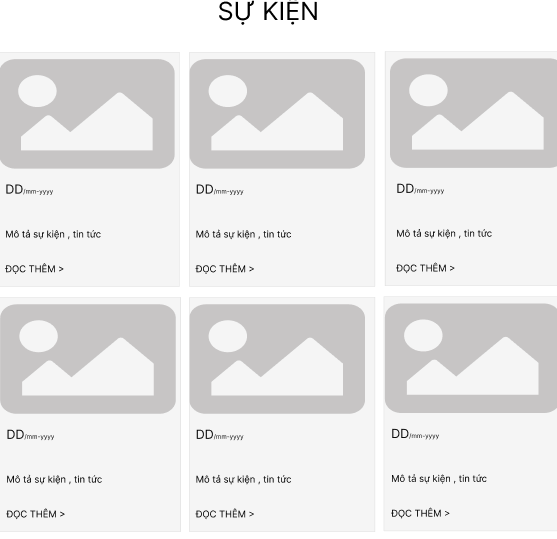 SỰ KIỆN
DD/mm-yyyy
Mô tả sự kiện , tin tức
ĐỌC THÊM >
DD/mm-yyyy
Mô tả sự kiện , tin tức
ĐỌC THÊM >
DD/mm-yyyy
Mô tả sự kiện , tin tức
ĐỌC THÊM >
DD/mm-yyyy
Mô tả sự kiện , tin tức
ĐỌC THÊM >
DD/mm-yyyy
Mô tả sự kiện , tin tức
ĐỌC THÊM >
DD/mm-yyyy
Mô tả sự kiện , tin tức
ĐỌC THÊM >